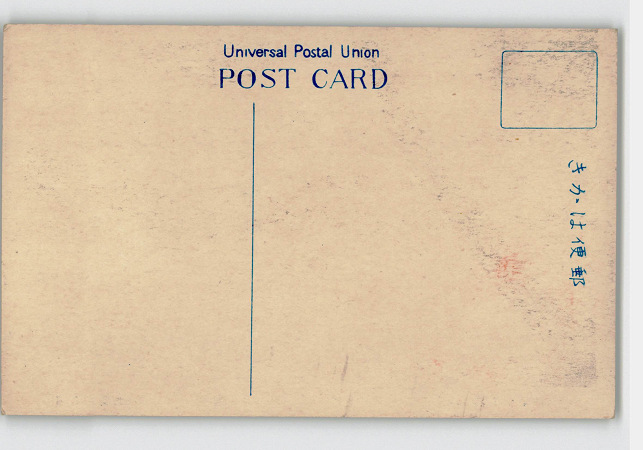 Universal Postal Union
POST CARD
郵便はがき